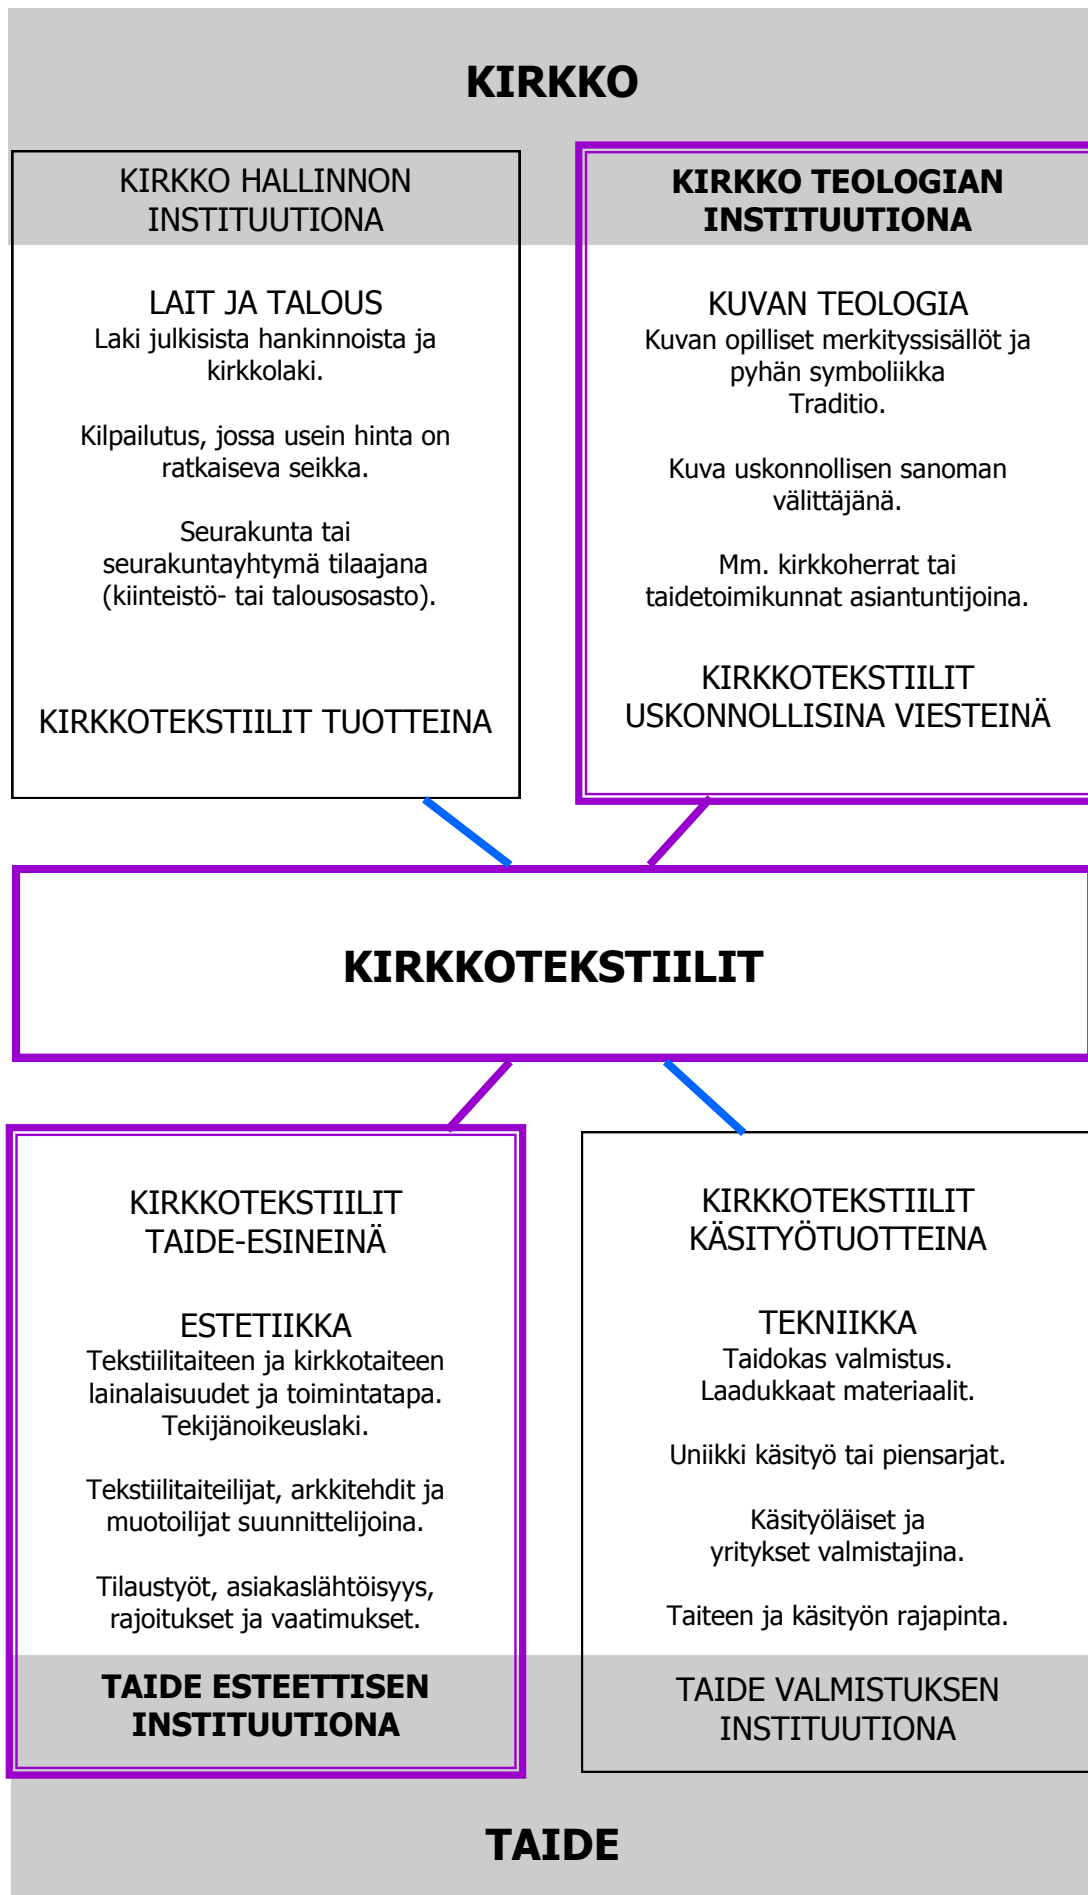 KIRKKO
KIRKKO HALLINNON
INSTITUUTIONA
LAIT JA TALOUS
Laki julkisista hankinnoista ja
kirkkolaki.
Kilpailutus, jossa usein hinta on
ratkaiseva seikka.
Seurakunta tai
seurakuntayhtymä tilaajana
(kiinteistö- tai talousosasto).
KIRKKOTEKSTIILIT TUOTTEINA
KIRKKO TEOLOGIAN
INSTITUUTIONA
KUVAN TEOLOGIA
Kuvan opilliset merkityssisällöt ja
pyhän symboliikka
Traditio.
Kuva uskonnollisen sanoman
välittäjänä.
Mm. kirkkoherrat tai
taidetoimikunnat asiantuntijoina.
KIRKKOTEKSTIILIT
USKONNOLLISINA VIESTEINÄ
KIRKKOTEKSTIILIT
KIRKKOTEKSTIILIT
TAIDE-ESINEINÄ
ESTETIIKKA
Tekstiilitaiteen ja kirkkotaiteen
lainalaisuudet ja toimintatapa.
Tekijänoikeuslaki.
Tekstiilitaiteilijat, arkkitehdit ja
muotoilijat suunnittelijoina.
Tilaustyöt, asiakaslähtöisyys,
rajoitukset ja vaatimukset.
TAIDE ESTEETTISEN
INSTITUUTIONA
KIRKKOTEKSTIILIT
KÄSITYÖTUOTTEINA
TEKNIIKKA
Taidokas valmistus.
Laadukkaat materiaalit.
Uniikki käsityö tai piensarjat.
Käsityöläiset ja
yritykset valmistajina.
Taiteen ja käsityön rajapinta.
TAIDE VALMISTUKSEN
INSTITUUTIONA
TAIDE